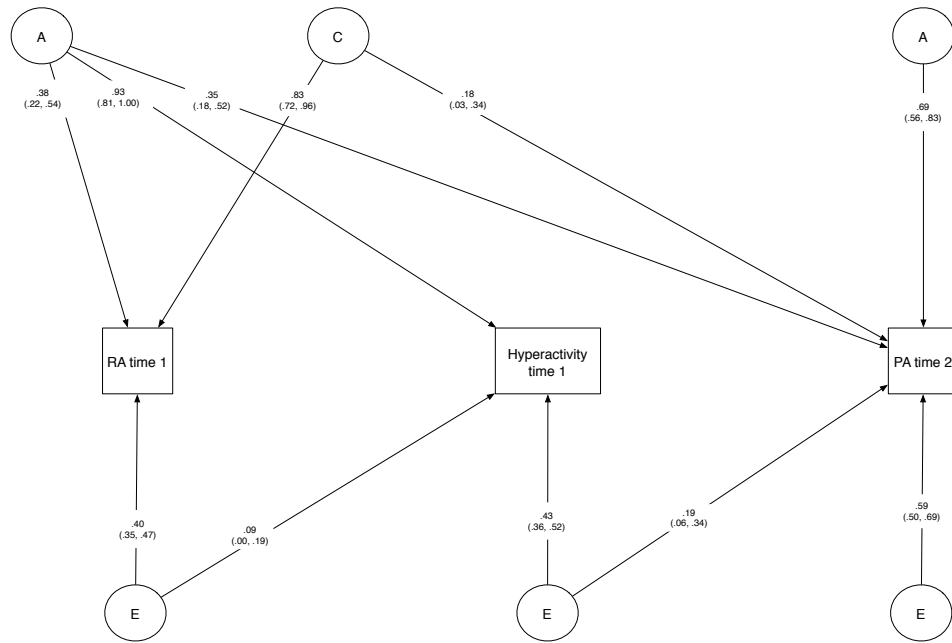 A
C
A
.38
(.22, .54)
.93
(.81, 1.00)
.35
(.18, .52)
.83
(.72, .96)
.18
(.03, .34)
.69
(.56, .83)
RA time 1
Hyperactivity
time 1
PA time 2
.40
(.35, .47)
.09
(.00, .19)
.43
(.36, .52)
.19
(.06, .34)
.59
(.50, .69)
E
E
E